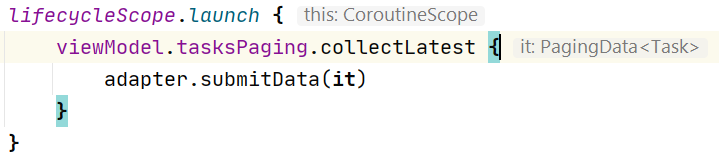 lifecycleScope.launch { this: CoroutineScope
    viewModel.tasksPaging.collectLatest { it: PagingData<Task>
        adapter.submitData(it)
    }
}